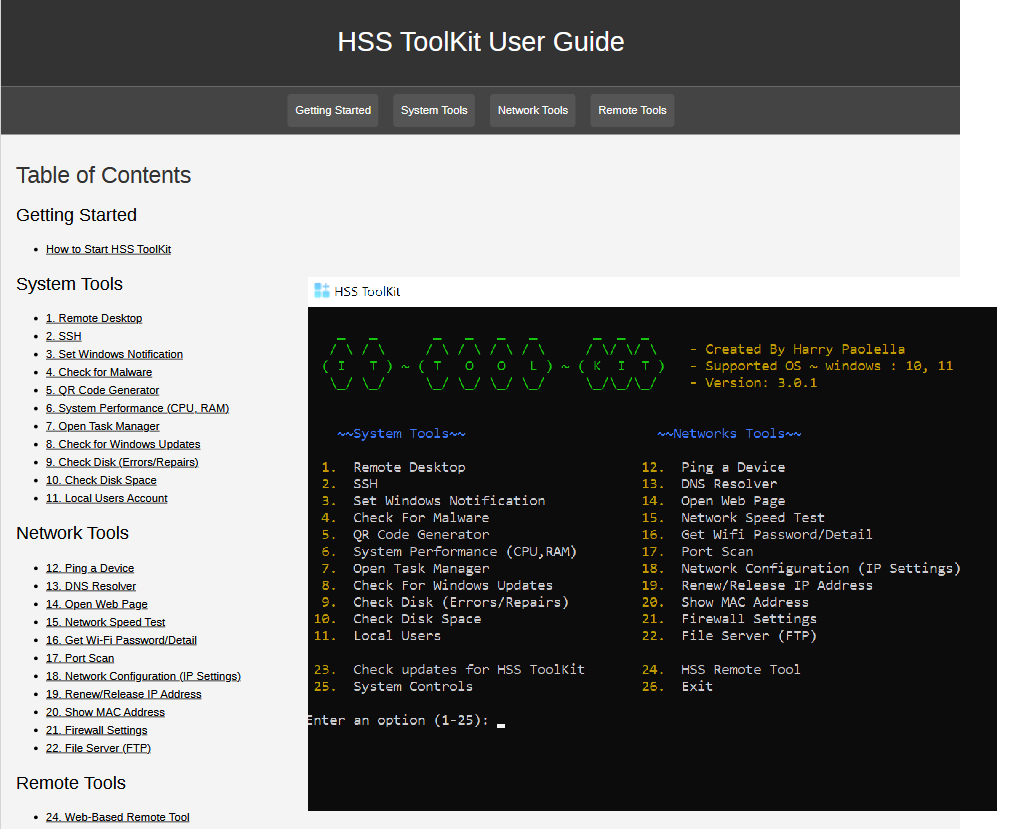 HSS ToolKit User Guide
Getting Started
System Tools
Network Tools
Remote Tools
Table of Contents
Getting Started
How to Start HSS ToolKit
System Tools
1. Remote Desktop
2. SSH
3. Set Windows Notification
4. Check for Malware
5. QR Code Generator
6. System Performance (CPU, RAM)
7. Open Task Manager
8. Check for Windows Updates
9. Check Disk (Errors/Repairs)
10. Check Disk Space
11. Local Users Account
Network Tools
12. Ping a Device
13. DNS Resolver
14. Open Web Page
15. Network Speed Test
16. Get Wi-Fi Password/Detail
17. Port Scan
18. Network Configuration (IP Settings)
19. Renew/Release IP Address
20. Show MAC Address
21. Firewall Settings
22. File Server (FTP)
Remote Tools
24. Web-Based Remote Tool
HSS ToolKit
( I T ) ~ ( T O O L ) ~ ( K I T )
- Created By Harry Paolella
- Supported OS ~ windows : 10, 11
- Version: 3.0.1
~~System Tools~~
1. Remote Desktop
2. SSH
3. Set Windows Notification
4. Check For Malware
5. QR Code Generator
6. System Performance (CPU,RAM)
7. Open Task Manager
8. Check For Windows Updates
9. Check Disk (Errors/Repairs)
10. Check Disk Space
11. Local Users
~~Networks Tools~~
12. Ping a Device
13. DNS Resolver
14. Open Web Page
15. Network Speed Test
16. Get Wifi Password/Detail
17. Port Scan
18. Network Configuration (IP Settings)
19. Renew/Release IP Address
20. Show MAC Address
21. Firewall Settings
22. File Server (FTP)
23. Check updates for HSS ToolKit
24. HSS Remote Tool
25. System Controls
26. Exit
Enter an option (1-25):